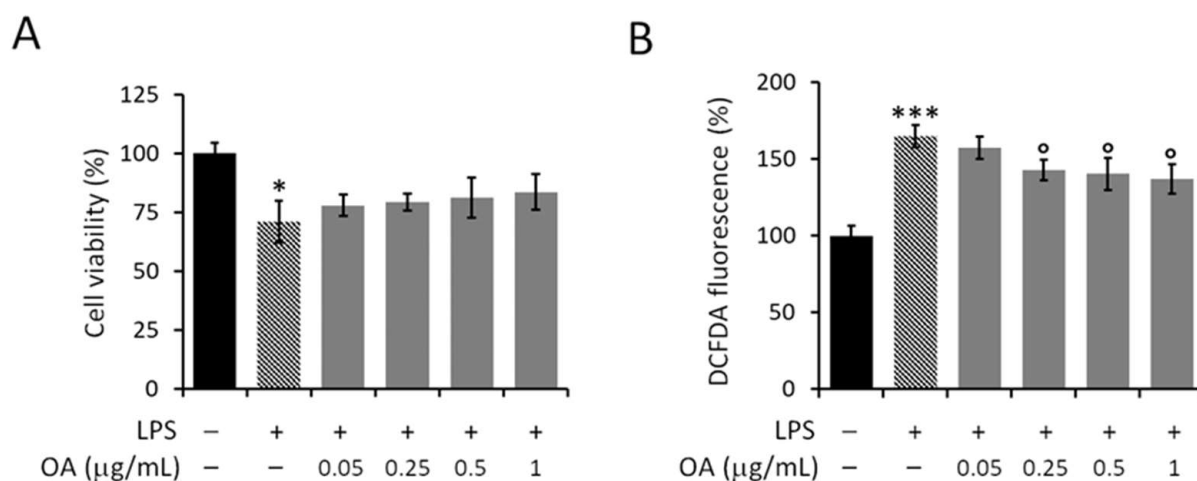 A
Cell viability (%)
125
100
75
50
25
0
*
LPS – + + + + +
OA (μg/mL) – – 0.05 0.25 0.5 1
B
DCFDA fluorescence (%)
200
150
100
50
0
*** ° ° °
LPS – + + + + +
OA (μg/mL) – – 0.05 0.25 0.5 1